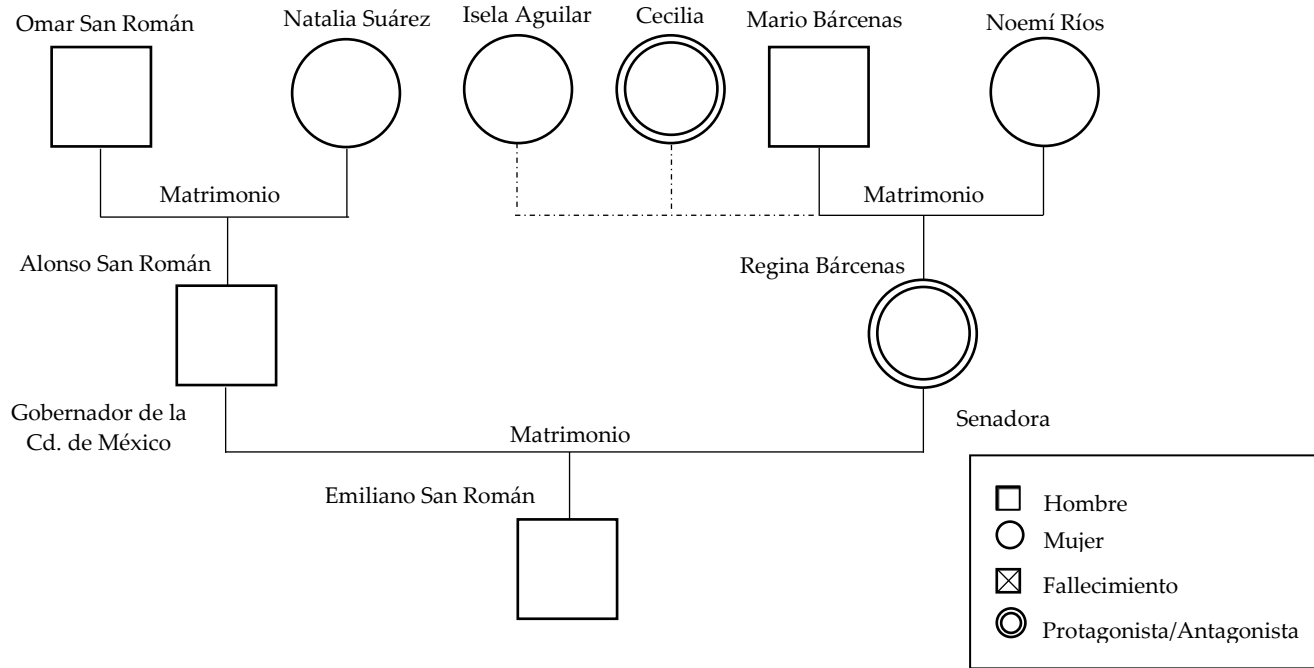 Omar San Román
Natalia Suárez
Isela Aguilar
Cecilia
Mario Bárcenas
Noemí Ríos
Matrimonio
Matrimonio
Alonso San Román
Regina Bárcenas
Gobernador de la
Cd. de México
Senadora
Matrimonio
Emiliano San Román
Hombre
Mujer
Fallecimiento
Protagonista/Antagonista